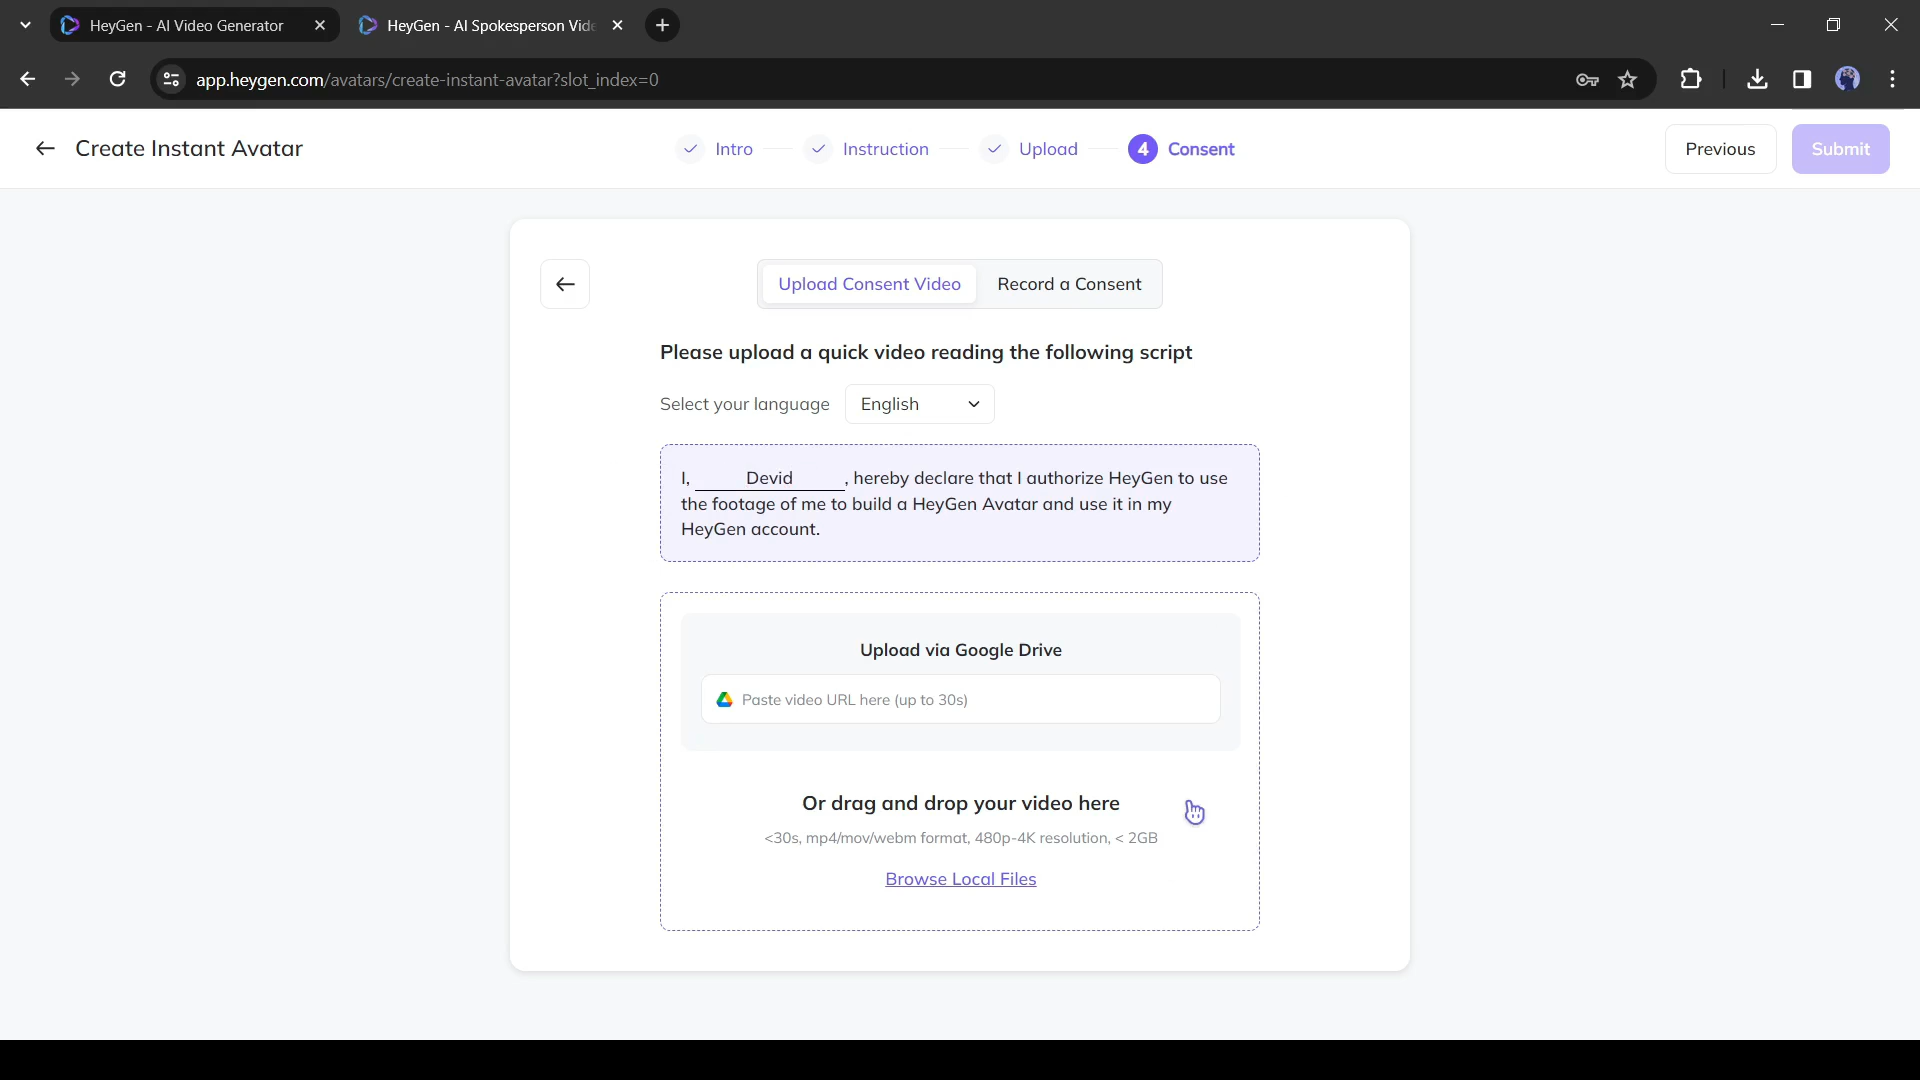 HeyGen - AI Video Generator
HeyGen - AI Spokesperson Vide
app.heygen.com/avatars/create-instant-avatar?slot_index=0
Create Instant Avatar
Intro
Instruction
Upload
4 Consent
Previous
Submit
Upload Consent Video
Record a Consent
Please upload a quick video reading the following script
Select your language
English
I, Devid, hereby declare that I authorize HeyGen to use
the footage of me to build a HeyGen Avatar and use it in my
HeyGen account.
Upload via Google Drive
Paste video URL here (up to 30s)
Or drag and drop your video here
<30s, mp4/mov/webm format, 480p-4K resolution, < 2GB
Browse Local Files